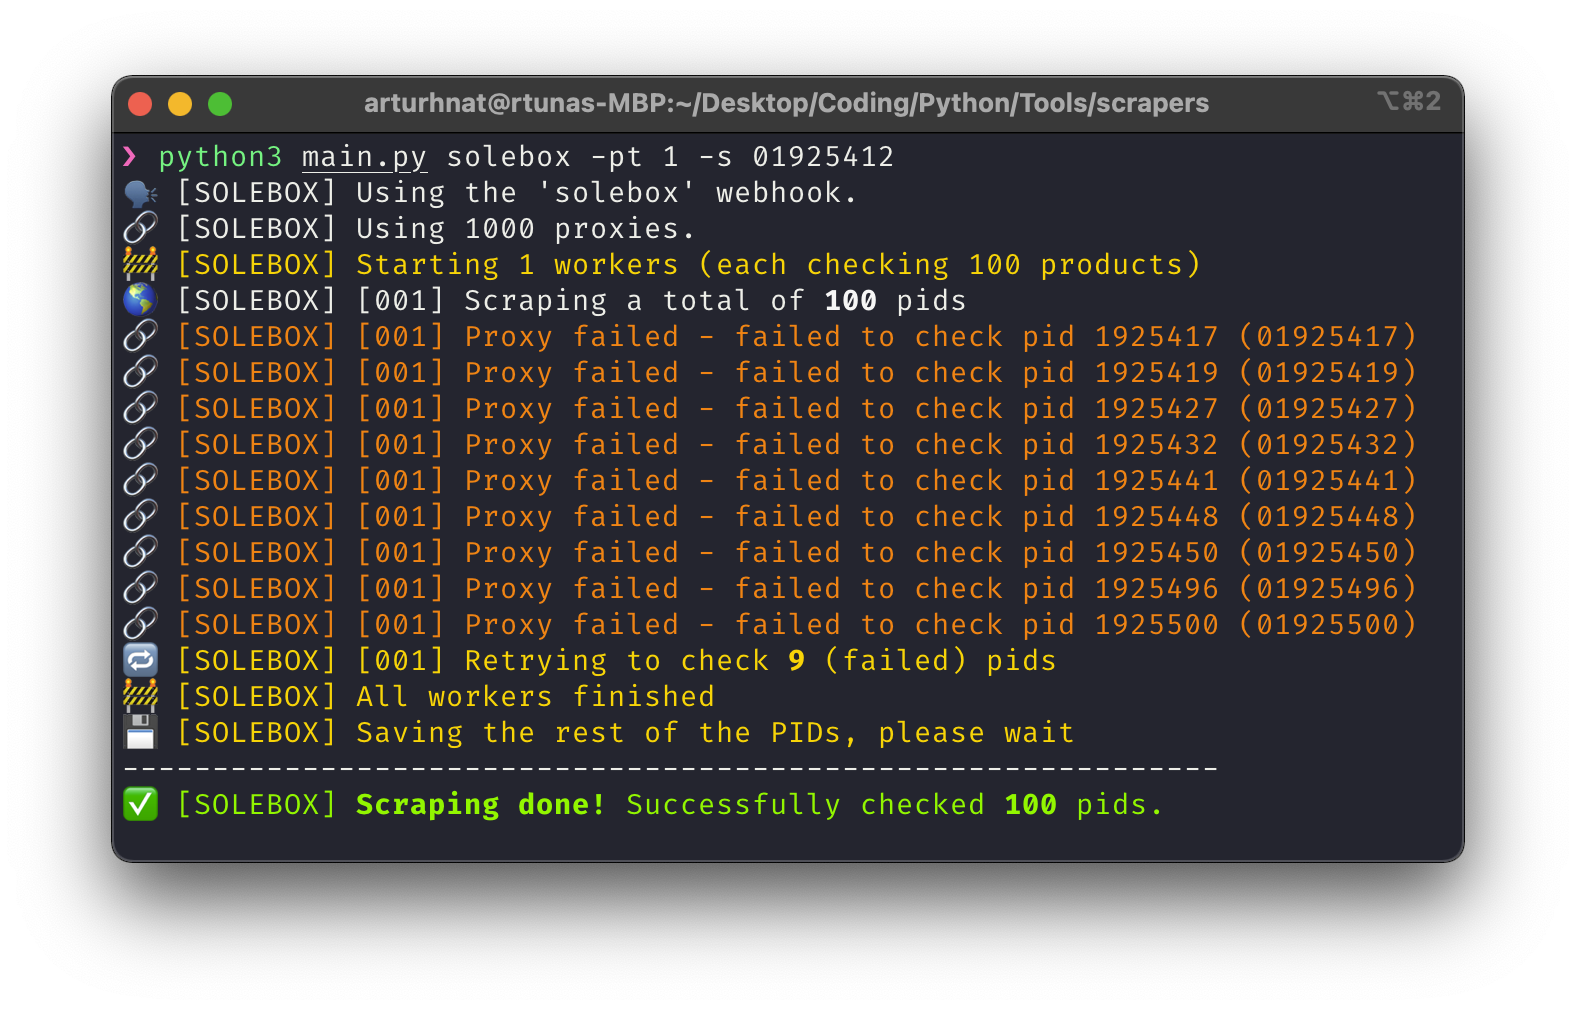 arturhnat@rtunas-MBP:~/Desktop/Coding/Python/Tools/scrapers ⌥⌘2
❯ python3 main.py solebox -pt 1 -s 01925412
🗣️ [SOLEBOX] Using the 'solebox' webhook.
🔗 [SOLEBOX] Using 1000 proxies.
🚧 [SOLEBOX] Starting 1 workers (each checking 100 products)
🌎 [SOLEBOX] [001] Scraping a total of 100 pids
🔗 [SOLEBOX] [001] Proxy failed - failed to check pid 1925417 (01925417)
🔗 [SOLEBOX] [001] Proxy failed - failed to check pid 1925419 (01925419)
🔗 [SOLEBOX] [001] Proxy failed - failed to check pid 1925427 (01925427)
🔗 [SOLEBOX] [001] Proxy failed - failed to check pid 1925432 (01925432)
🔗 [SOLEBOX] [001] Proxy failed - failed to check pid 1925441 (01925441)
🔗 [SOLEBOX] [001] Proxy failed - failed to check pid 1925448 (01925448)
🔗 [SOLEBOX] [001] Proxy failed - failed to check pid 1925450 (01925450)
🔗 [SOLEBOX] [001] Proxy failed - failed to check pid 1925496 (01925496)
🔗 [SOLEBOX] [001] Proxy failed - failed to check pid 1925500 (01925500)
🔁 [SOLEBOX] [001] Retrying to check 9 (failed) pids
🚧 [SOLEBOX] All workers finished
💾 [SOLEBOX] Saving the rest of the PIDs, please wait
-------------------------------------------------------------
✅ [SOLEBOX] Scraping done! Successfully checked 100 pids.